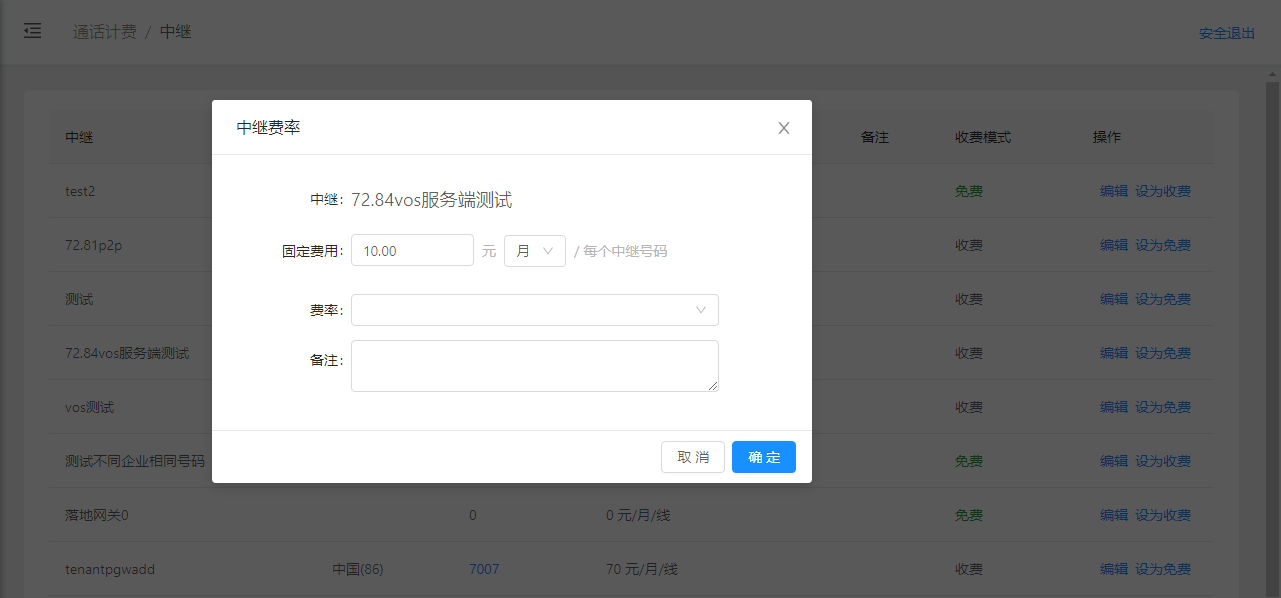 通话计费 / 中继
安全退出
中继 备注 收费模式 操作
test2 免费 编辑 设为收费
72.81p2p 收费 编辑 设为免费
测试 收费 编辑 设为免费
72.84vos服务端测试 收费 编辑 设为免费
vos测试 收费 编辑 设为免费
测试不同企业相同号码 免费 编辑 设为收费
落地网关0 0 0 元/月/线 免费 编辑 设为收费
tenantpgwadd 中国(86) 7007 70 元/月/线 收费 编辑 设为免费
中继费率
中继: 72.84vos服务端测试
固定费用: 10.00 元 月 / 每个中继号码
费率:
备注:
取 消 确 定